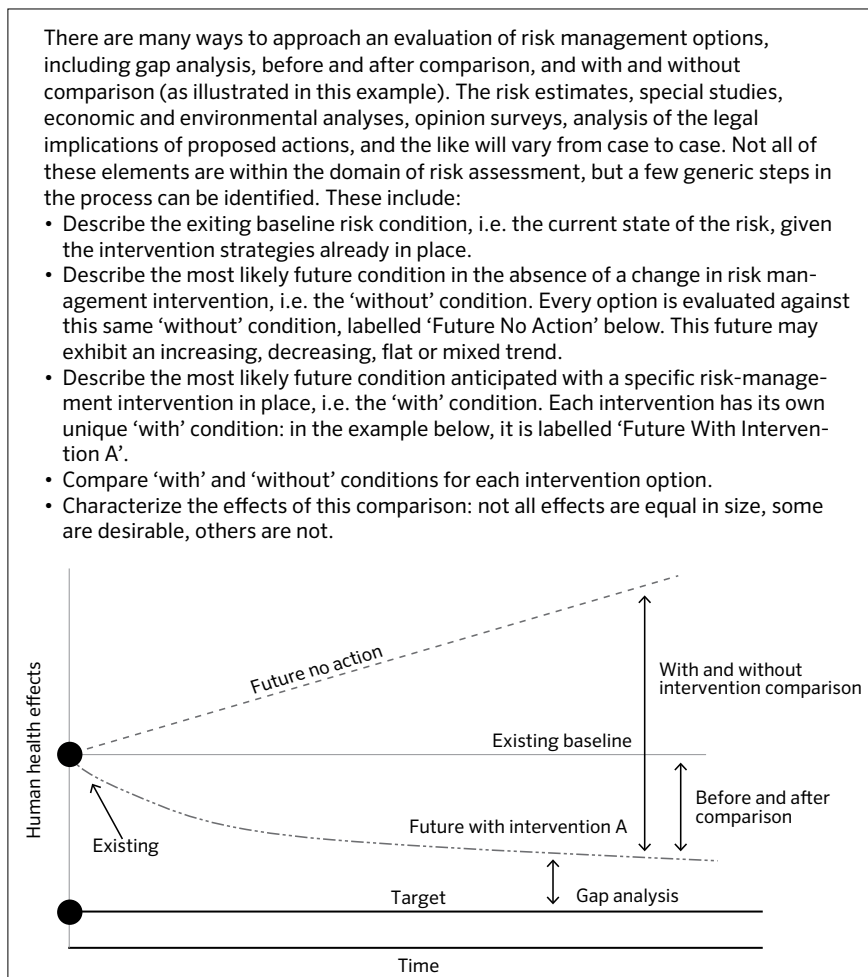 There are many ways to approach an evaluation of risk management options,
including gap analysis, before and after comparison, and with and without
comparison (as illustrated in this example). The risk estimates, special studies,
economic and environmental analyses, opinion surveys, analysis of the legal
implications of proposed actions, and the like will vary from case to case. Not all of
these elements are within the domain of risk assessment, but a few generic steps in
the process can be identified. These include:
• Describe the exiting baseline risk condition, i.e. the current state of the risk, given
the intervention strategies already in place.
• Describe the most likely future condition in the absence of a change in risk man-
agement intervention, i.e. the ‘without’ condition. Every option is evaluated against
this same ‘without’ condition, labelled ‘Future No Action’ below. This future may
exhibit an increasing, decreasing, flat or mixed trend.
• Describe the most likely future condition anticipated with a specific risk-manage-
ment intervention in place, i.e. the ‘with’ condition. Each intervention has its own
unique ‘with’ condition: in the example below, it is labelled ‘Future With Interven-
tion A’.
• Compare ‘with’ and ‘without’ conditions for each intervention option.
• Characterize the effects of this comparison: not all effects are equal in size, some
are desirable, others are not.
Human health effects
Future no action
With and without
intervention comparison
Existing baseline
Before and after
comparison
Future with intervention A
Existing
Target
Gap analysis
Time